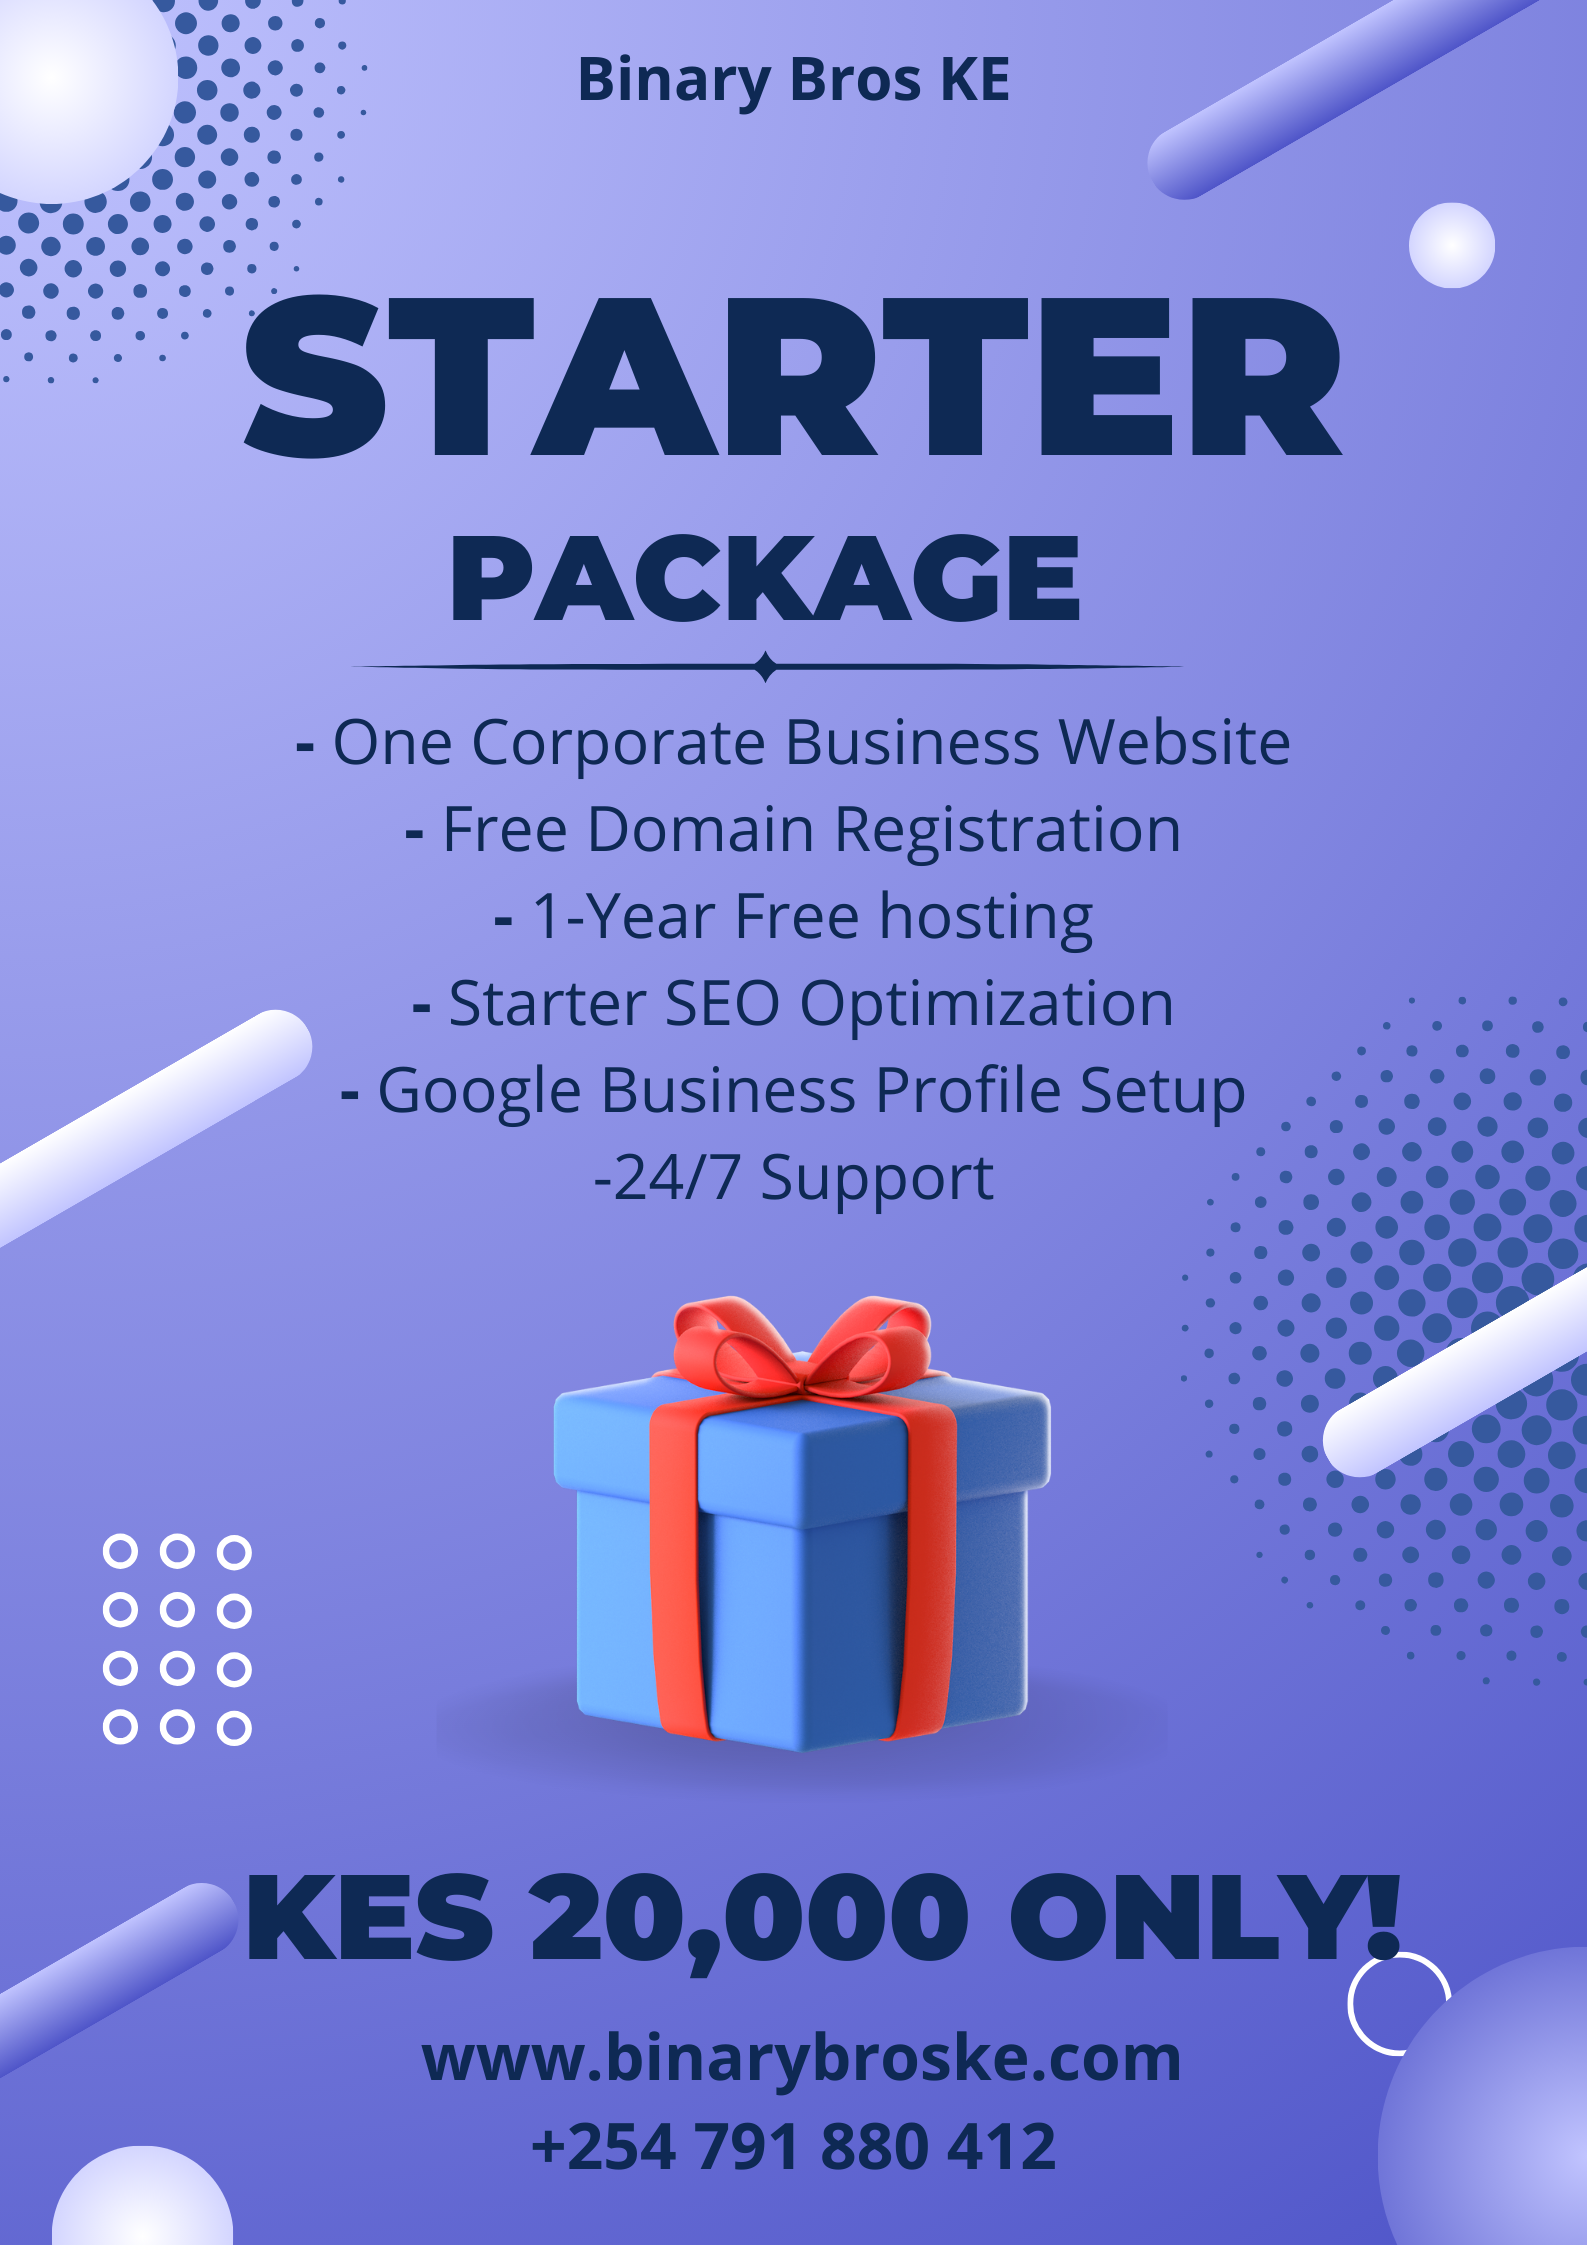 Binary Bros KE
STARTER
PACKAGE
- One Corporate Business Website
- Free Domain Registration
- 1-Year Free hosting
- Starter SEO Optimization
- Google Business Profile Setup
-24/7 Support
KES 20,000 ONLY!
www.binarybroske.com
+254 791 880 412